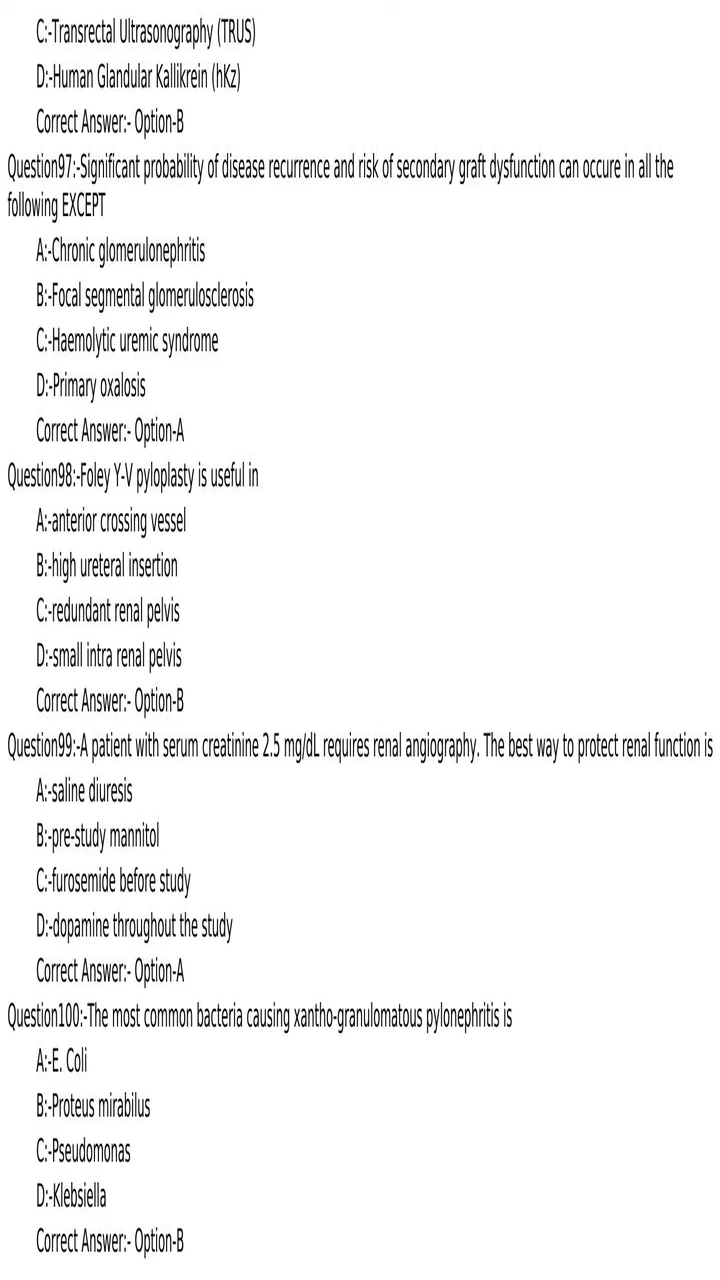 C:-Transrectal Ultrasonography (TRUS)
D:-Human Glandular Kallikrein (hKz)
Correct Answer:- Option-B
Question97:-Significant probability of disease recurrence and risk of secondary graft dysfunction can occure in all the
following EXCEPT
A:-Chronic glomerulonephritis
B:-Focal segmental glomerulosclerosis
C:-Haemolytic uremic syndrome
D:-Primary oxalosis
Correct Answer:- Option-A
Question98:-Foley Y-V pyloplasty is useful in
A:-anterior crossing vessel
B:-high ureteral insertion
C:-redundant renal pelvis
D:-small intra renal pelvis
Correct Answer:- Option-B
Question99:-A patient with serum creatinine 2.5 mg/dL requires renal angiography. The best way to protect renal function is
A:-saline diuresis
B:-pre-study mannitol
C:-furosemide before study
D:-dopamine throughout the study
Correct Answer:- Option-A
Question100:-The most common bacteria causing xantho-granulomatous pylonephritis is
A:-E. Coli
B:-Proteus mirabilus
C:-Pseudomonas
D:-Klebsiella
Correct Answer:- Option-B